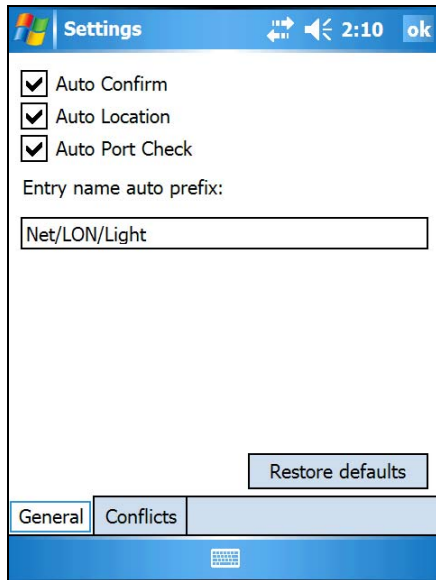 Settings 2:10 ok
Auto Confirm
Auto Location
Auto Port Check
Entry name auto prefix:
Net/LON/Light
Restore defaults
General Conflicts